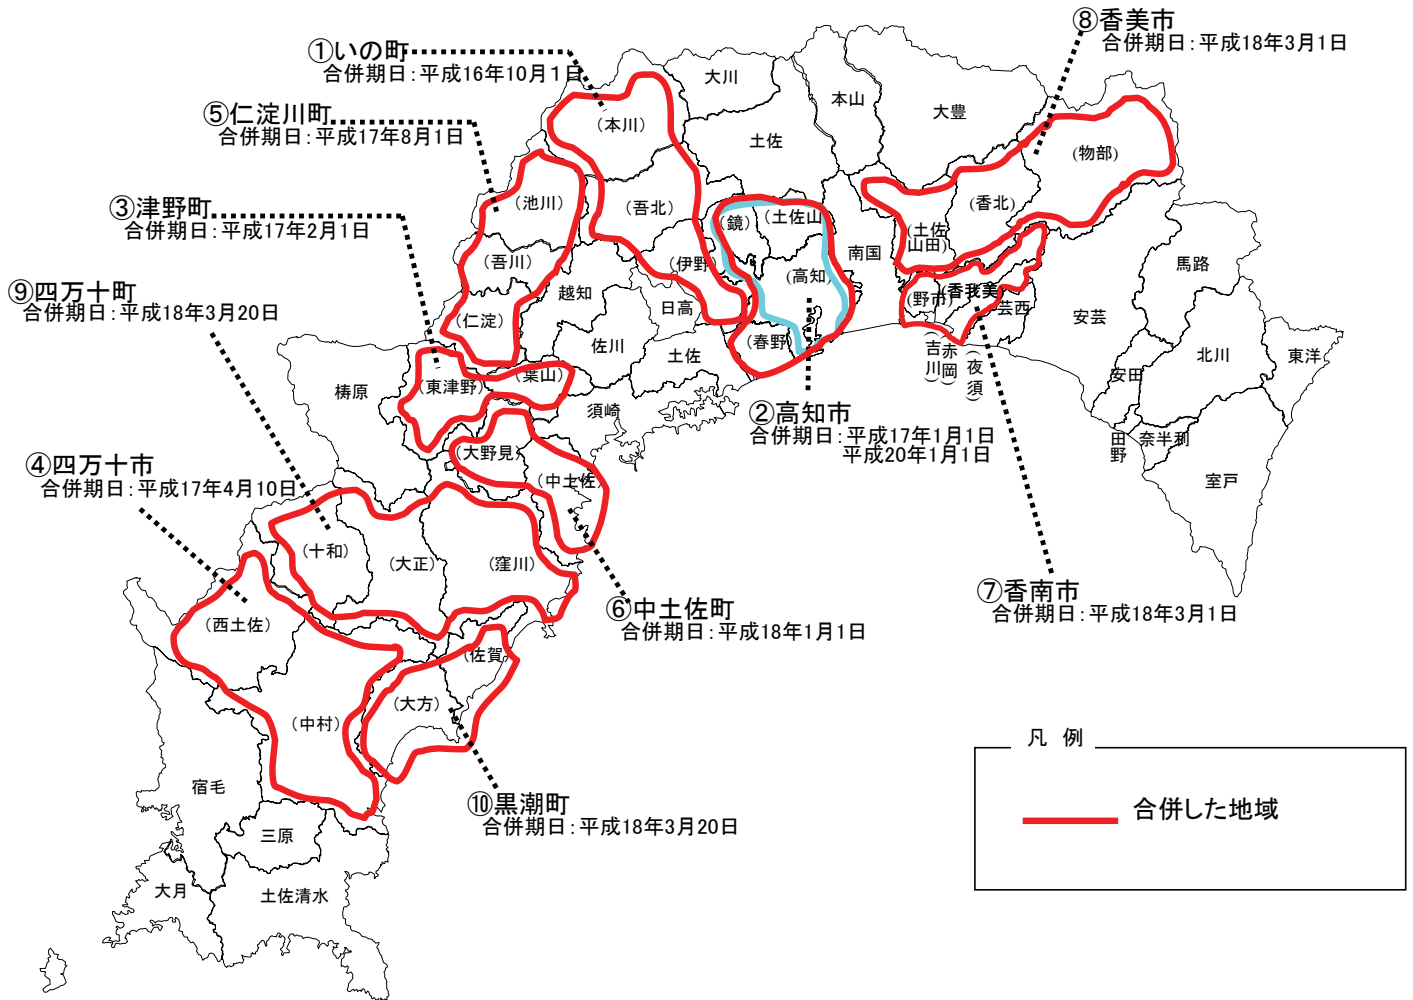 ⑧香美市
合併期日：平成18年3月1日
①いの町
合併期日：平成16年10月1日
⑤仁淀川町
合併期日：平成17年8月1日
③津野町
合併期日：平成17年2月1日
⑨四万十町
合併期日：平成18年3月20日
④四万十市
合併期日：平成17年4月10日
②高知市
合併期日：平成17年1月1日
平成20年1月1日
⑦香南市
合併期日：平成18年3月1日
⑥中土佐町
合併期日：平成18年1月1日
⑩黒潮町
合併期日：平成18年3月20日
大川
本山
大豊
土佐
（本川）
（物部）
（池川）
（吾北）
（鏡）
（土佐山）
（香北）
（土佐
山田）
南国
（吾川）
（伊野）
（高知）
馬路
越知
日高
（野市）
（香我美）
芸西
安芸
（仁淀）
佐川
土佐
（春野）
（吉川）
（赤岡）
（夜須）
北川
東洋
安田
田野
奈半利
室戸
梼原
（東津野）
（葉山）
須崎
（大野見）
（中土佐）
（十和）
（大正）
（窪川）
（西土佐）
（佐賀）
（大方）
（中村）
宿毛
三原
大月
土佐清水
凡 例
合併した地域